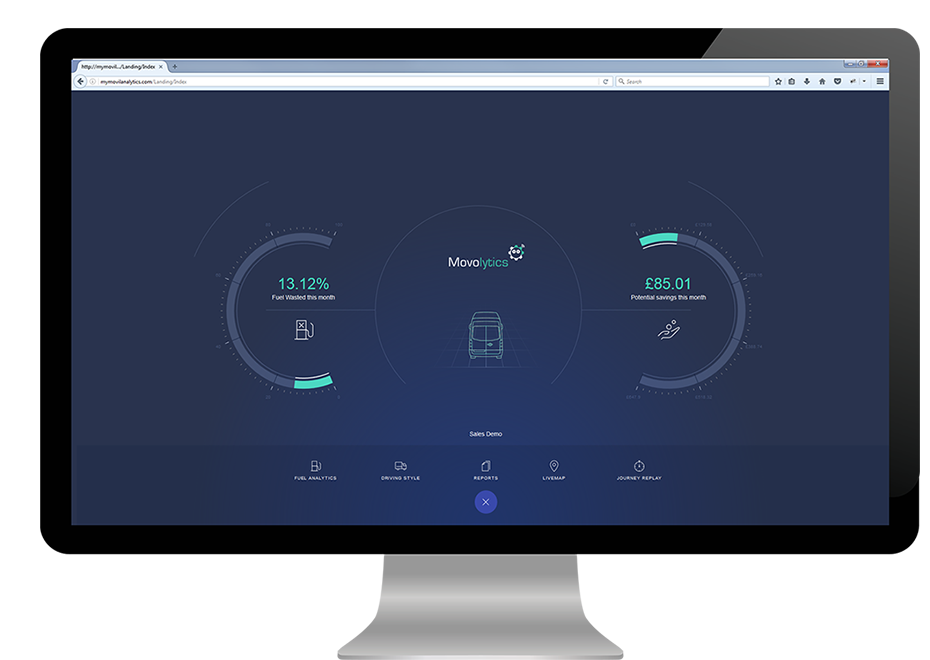 http://mymovil.../Landing/Index
mymovilanalytics.com/Landing/Index
Search
Movolytics
13.12%
Fuel Wasted this month
£85.01
Potential savings this month
Sales Demo
FUEL ANALYTICS
DRIVING STYLE
REPORTS
LIVEMAP
JOURNEY REPLAY